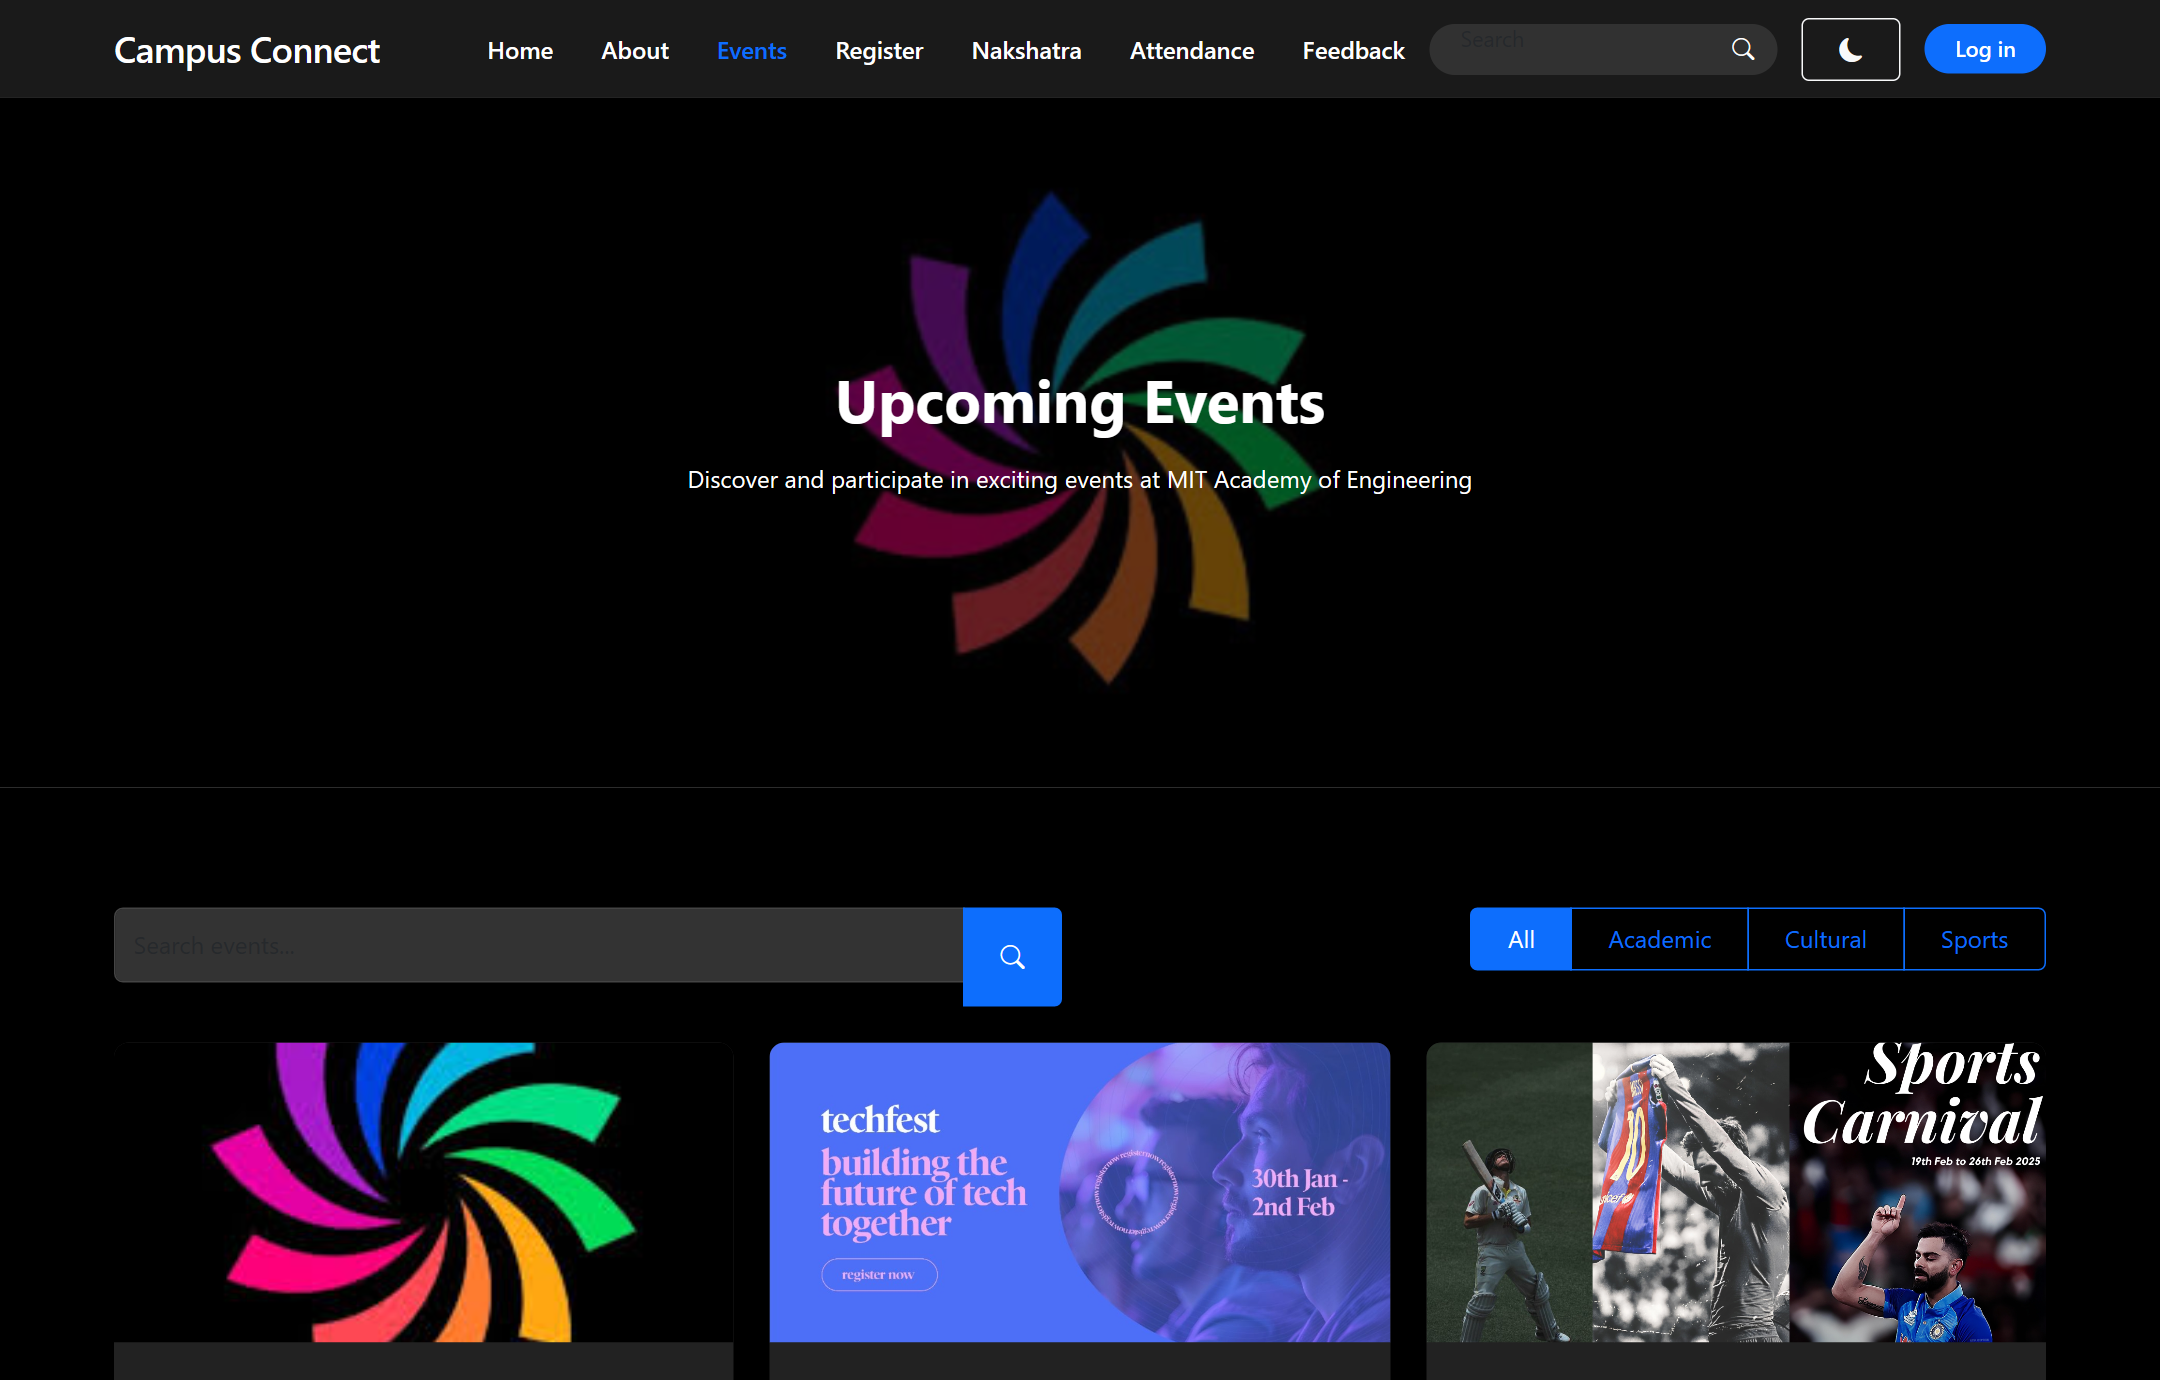 Campus Connect
Home
About
Events
Register
Nakshatra
Attendance
Feedback
Search
Log in
Upcoming Events
Discover and participate in exciting events at MIT Academy of Engineering
Search events...
All
Academic
Cultural
Sports
techfest
building the
future of tech
together
register now
30th Jan -
2nd Feb
Sports
Carnival
19th Feb to 26th Feb 2025
10
unicef